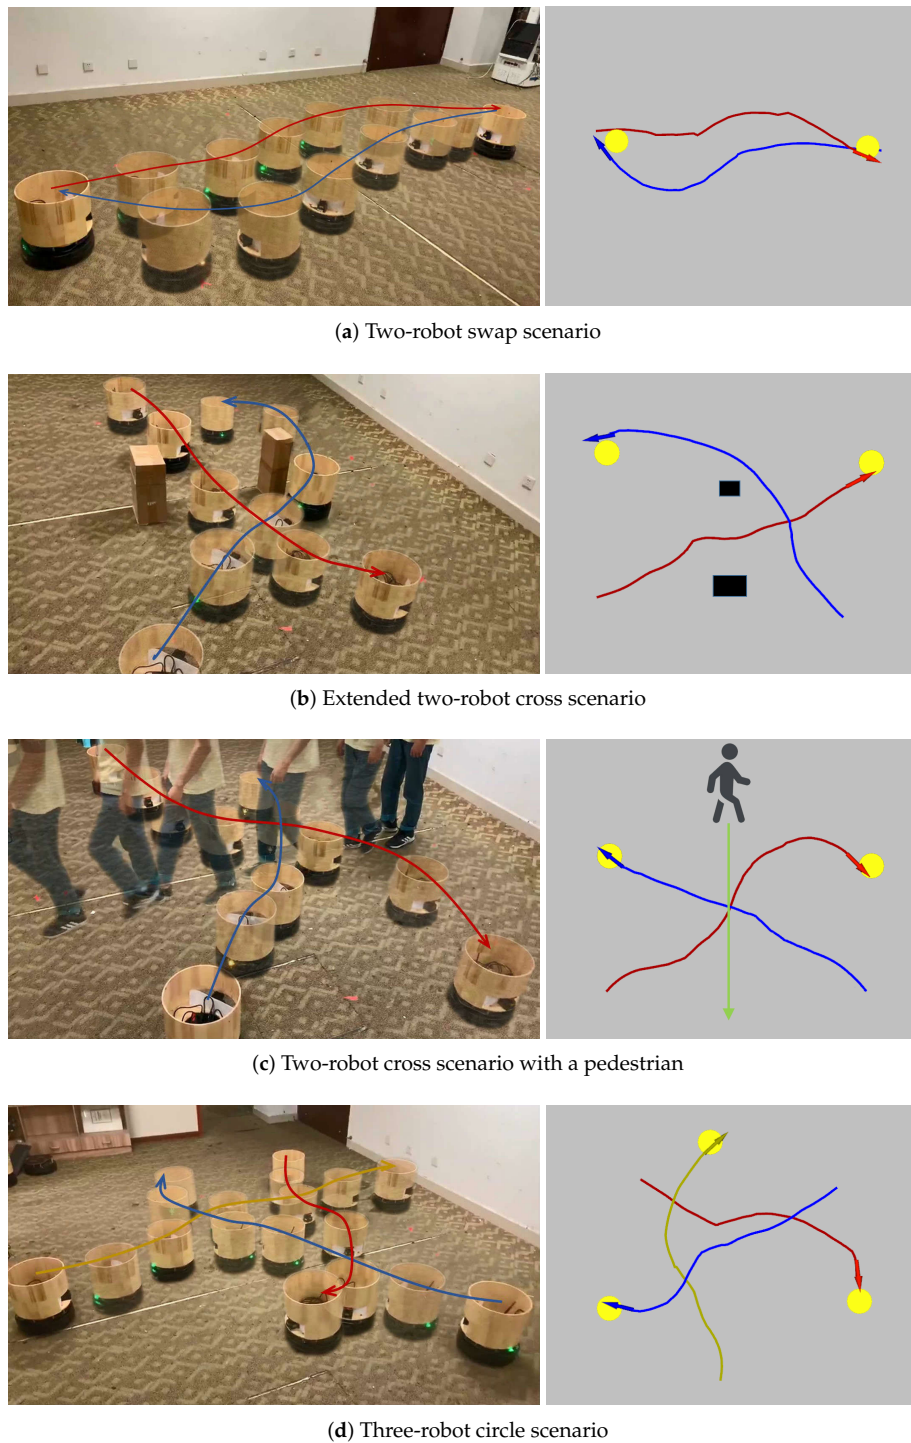 (a) Two-robot swap scenario
(b) Extended two-robot cross scenario
(c) Two-robot cross scenario with a pedestrian
(d) Three-robot circle scenario